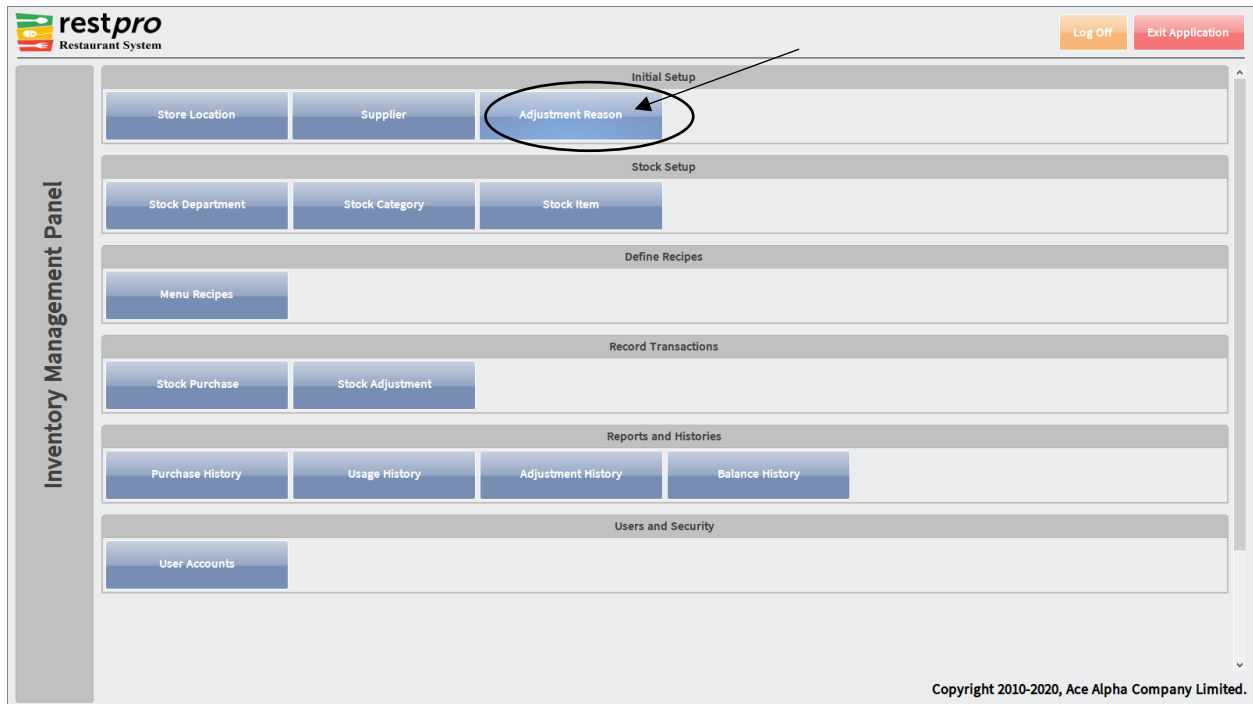 restpro
Restaurant System
Log Off
Exit Application
Inventory Management Panel
Initial Setup
Store Location
Supplier
Adjustment Reason
Stock Setup
Stock Department
Stock Category
Stock Item
Define Recipes
Menu Recipes
Record Transactions
Stock Purchase
Stock Adjustment
Reports and Histories
Purchase History
Usage History
Adjustment History
Balance History
Users and Security
User Accounts
Copyright 2010-2020, Ace Alpha Company Limited.